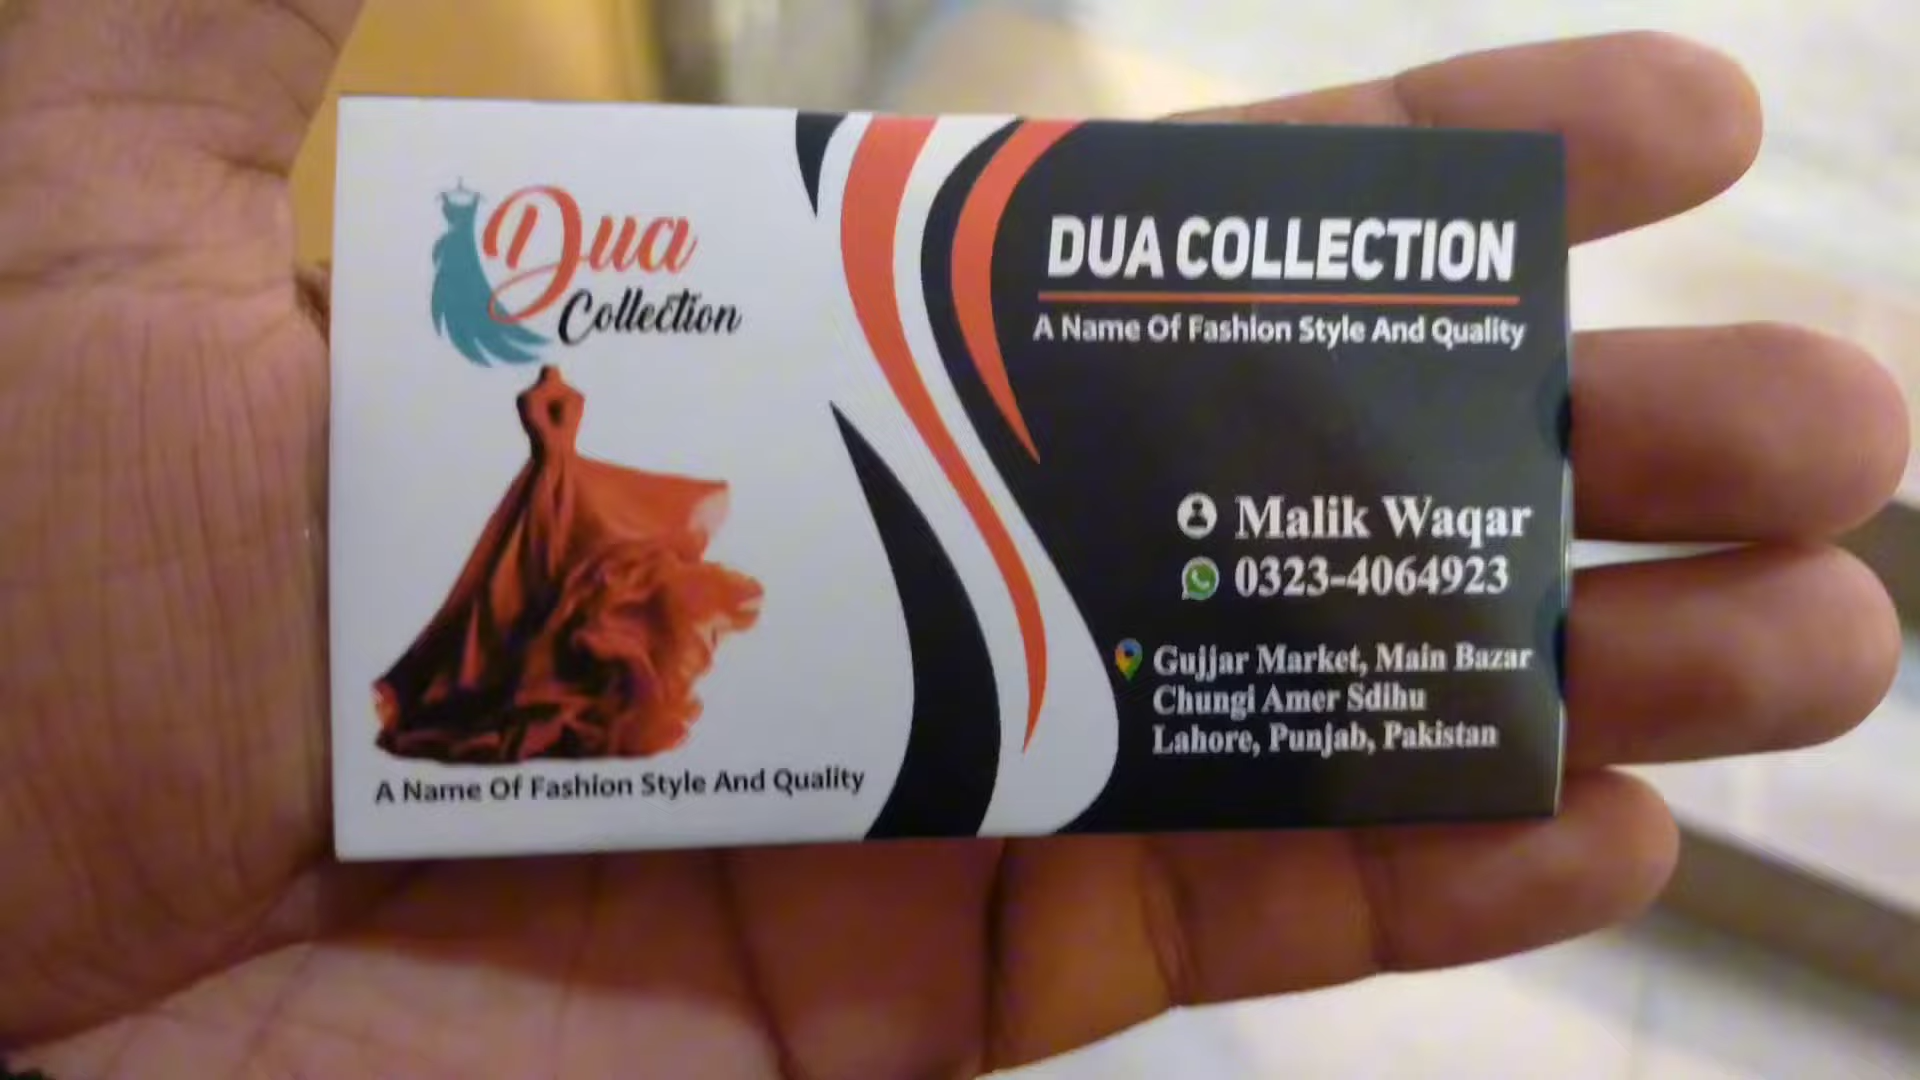 Dua
Collection
A Name Of Fashion Style And Quality
DUA COLLECTION
A Name Of Fashion Style And Quality
Malik Waqar
0323-4064923
Gujjar Market, Main Bazar
Chungi Amer Sdihu
Lahore, Punjab, Pakistan